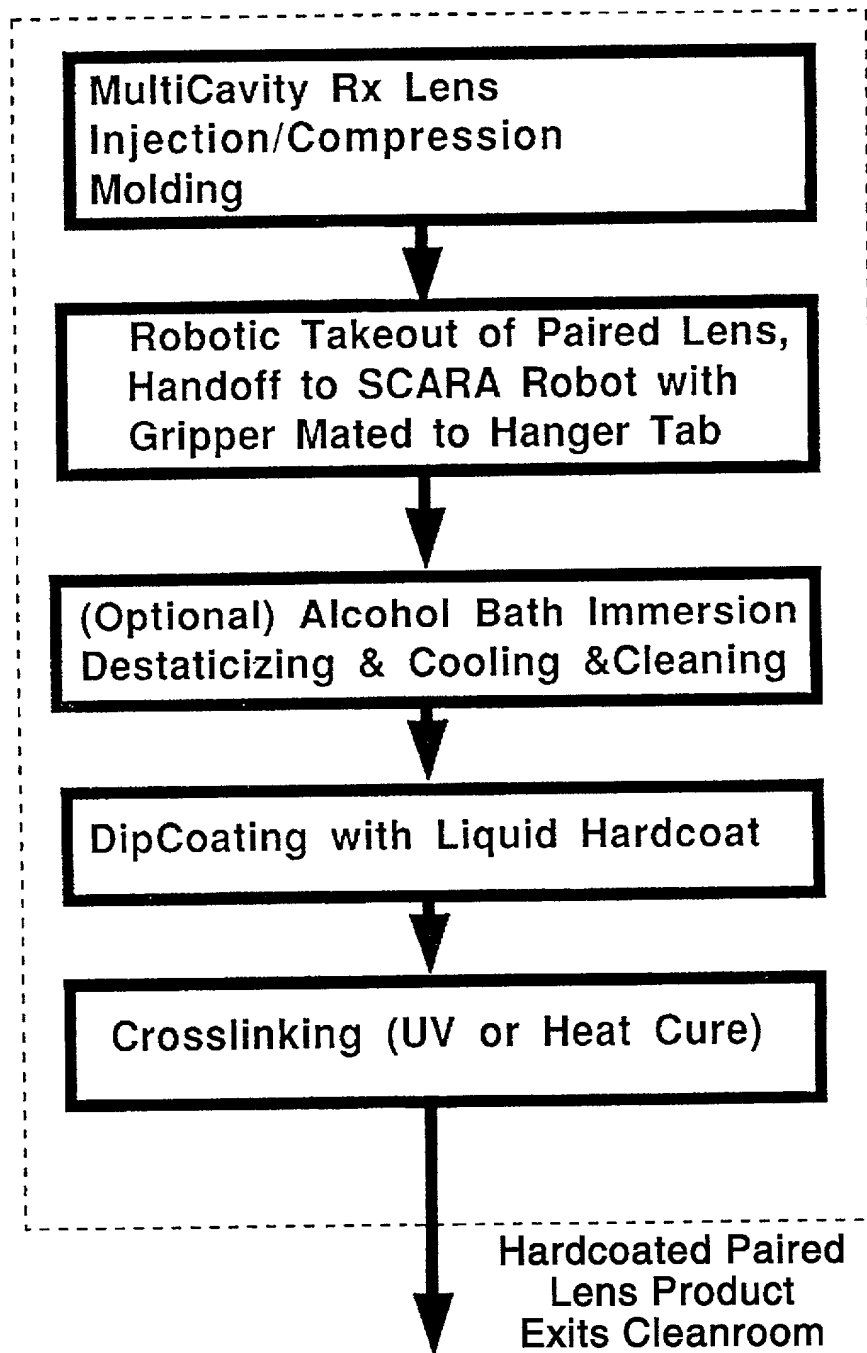 MultiCavity Rx Lens
Injection/Compression
Molding
Robotic Takeout of Paired Lens,
Handoff to SCARA Robot with
Gripper Mated to Hanger Tab
(Optional) Alcohol Bath Immersion
Destaticizing & Cooling &Cleaning
DipCoating with Liquid Hardcoat
Crosslinking (UV or Heat Cure)
Hardcoated Paired
Lens Product
Exits Cleanroom